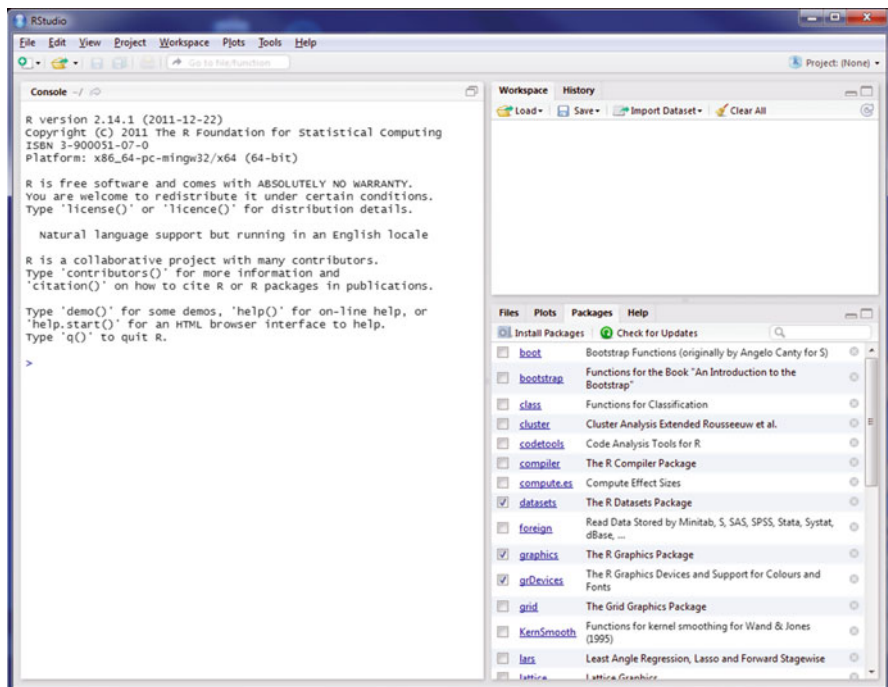 RStudio
File Edit View Project Workspace Plots Tools Help
Go to file/function
Project: (None)
Console ~/
R version 2.14.1 (2011-12-22)
Copyright (C) 2011 The R Foundation for Statistical Computing
ISBN 3-900051-07-0
Platform: x86_64-pc-mingw32/x64 (64-bit)
R is free software and comes with ABSOLUTELY NO WARRANTY.
You are welcome to redistribute it under certain conditions.
Type 'license()' or 'licence()' for distribution details.
Natural language support but running in an English locale
R is a collaborative project with many contributors.
Type 'contributors()' for more information and
'citation()' on how to cite R or R packages in publications.
Type 'demo()' for some demos, 'help()' for on-line help, or
'help.start()' for an HTML browser interface to help.
Type 'q()' to quit R.
>
Workspace History
Load Save Import Dataset Clear All
Files Plots Packages Help
Install Packages Check for Updates
boot Bootstrap Functions (originally by Angelo Canty for S)
bootstrap Functions for the Book "An Introduction to the
Bootstrap"
class Functions for Classification
cluster Cluster Analysis Extended Rousseeuw et al.
codetools Code Analysis Tools for R
compiler The R Compiler Package
compute.es Compute Effect Sizes
datasets The R Datasets Package
foreign Read Data Stored by Minitab, S, SAS, SPSS, Stata, Systat,
dBase, ...
graphics The R Graphics Package
grDevices The R Graphics Devices and Support for Colours and
Fonts
grid The Grid Graphics Package
KernSmooth Functions for kernel smoothing for Wand & Jones
(1995)
lars Least Angle Regression, Lasso and Forward Stagewise
lattice Lattice Graphics